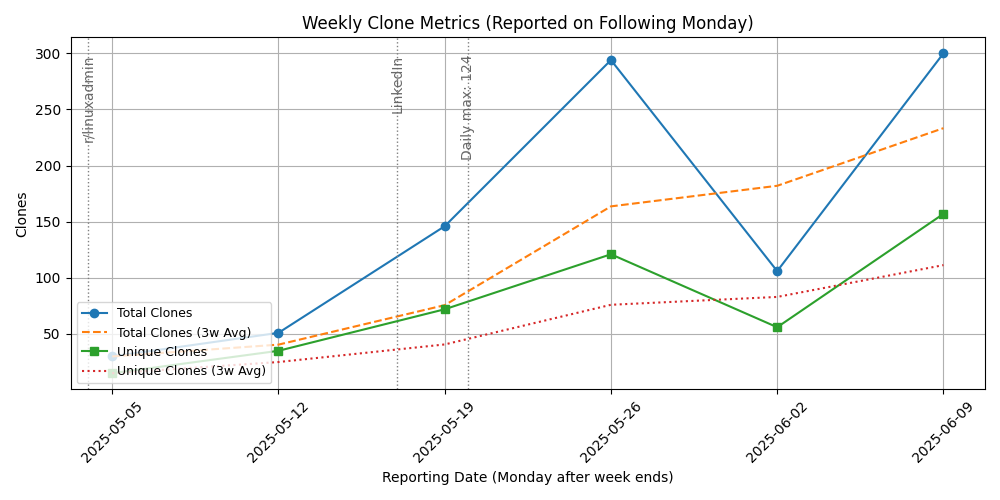 Weekly Clone Metrics (Reported on Following Monday)
Clones
300
250
200
150
100
50
r/linuxadmin
LinkedIn
Daily max: 124
Total Clones
Total Clones (3w Avg)
Unique Clones
Unique Clones (3w Avg)
2025-05-05
2025-05-12
2025-05-19
2025-05-26
2025-06-02
2025-06-09
Reporting Date (Monday after week ends)